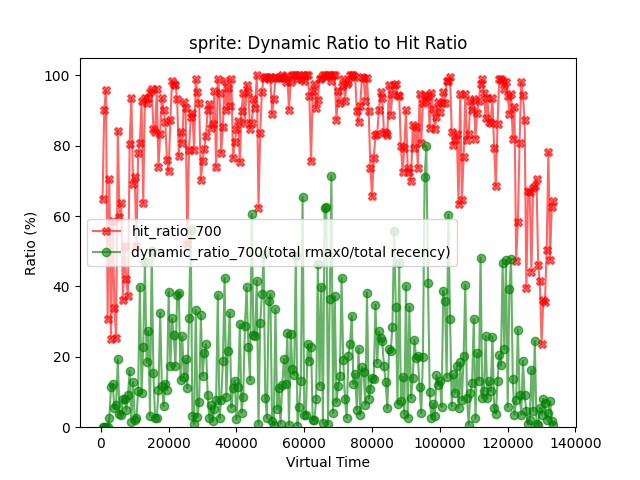 sprite: Dynamic Ratio to Hit Ratio
Ratio (%)
100
80
60
40
20
0
hit_ratio_700
dynamic_ratio_700(total rmax0/total recency)
0 20000 40000 60000 80000 100000 120000 140000
Virtual Time